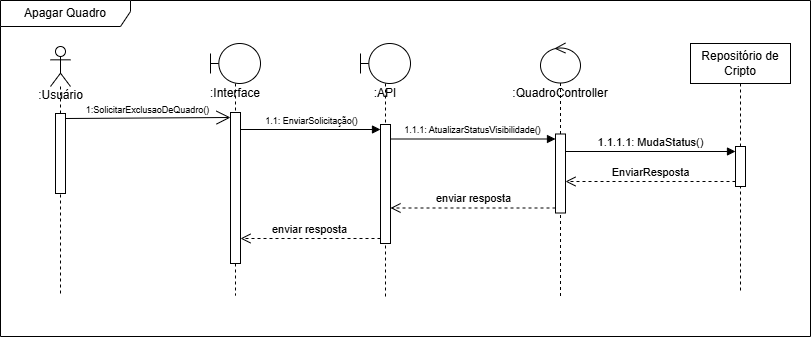 Apagar Quadro
:Usuário
:Interface
:API
:QuadroController
Repositório de
Cripto
1:SolicitarExclusaoDeQuadro()
1.1: EnviarSolicitação()
1.1.1: AtualizarStatusVisibilidade()
1.1.1.1: MudaStatus()
EnviarResposta
enviar resposta
enviar resposta